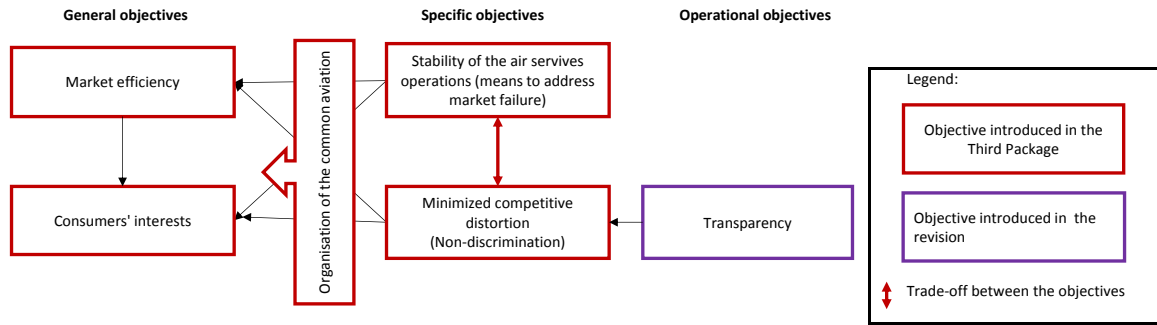 General objectives
Specific objectives
Operational objectives
Market efficiency
Consumers' interests
Organisation of the common aviation
Stability of the air servives
operations (means to address
market failure)
Minimized competitive
distortion
(Non-discrimination)
Transparency
Legend:
Objective introduced in the
Third Package
Objective introduced in the
revision
Trade-off between the objectives